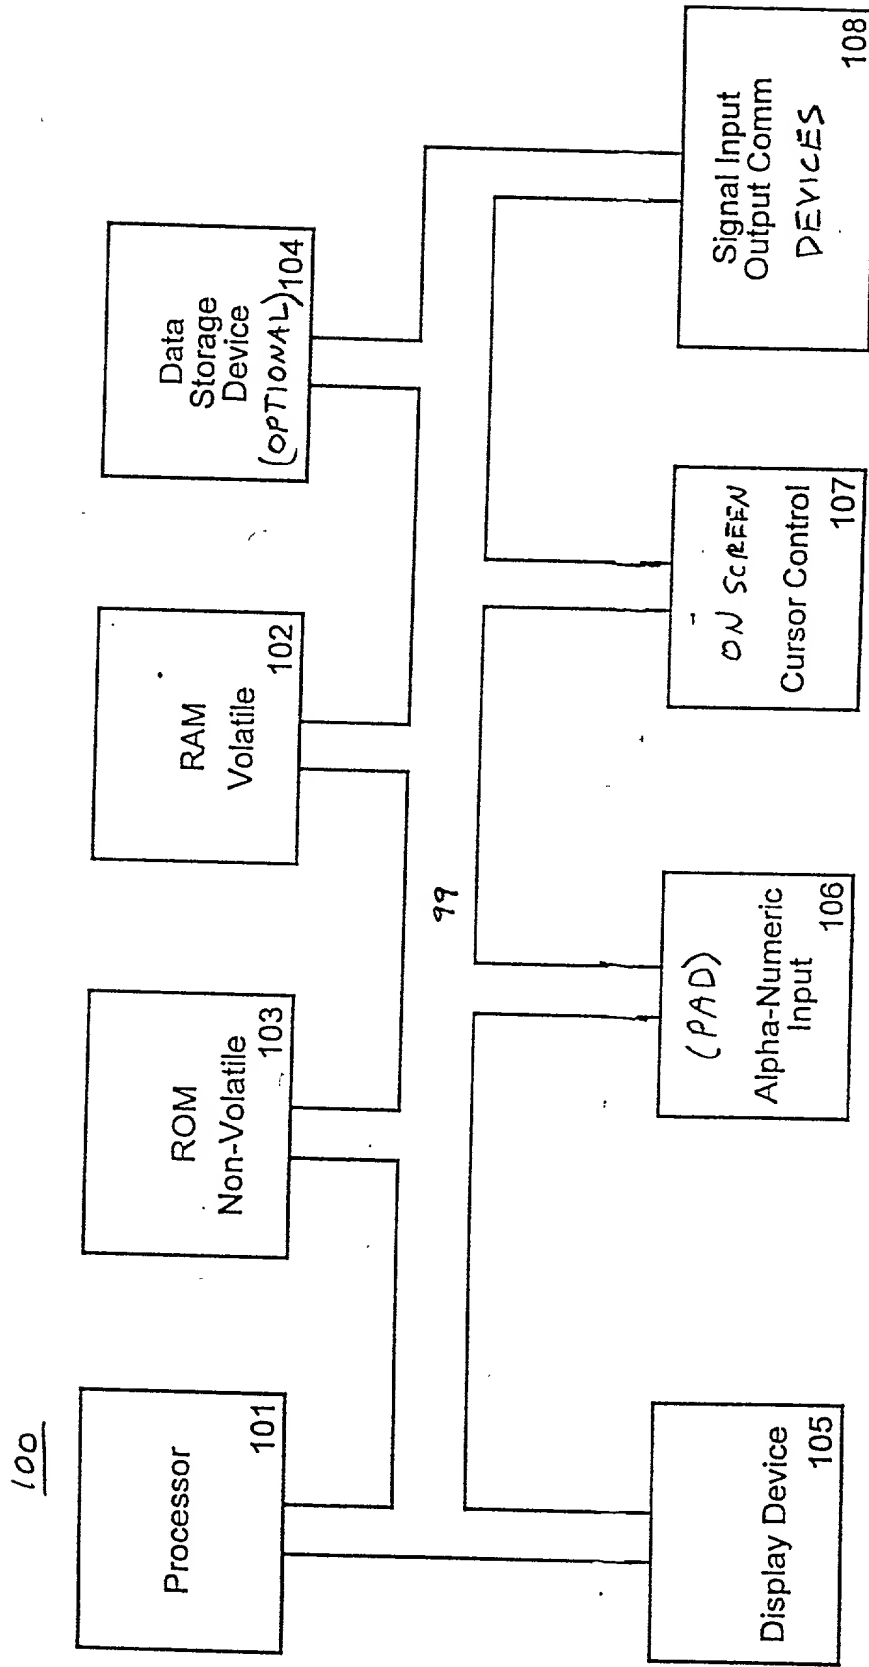 100
Processor
101
ROM
Non-Volatile
103
RAM
Volatile
102
Data
Storage
Device
(OPTIONAL)
104
99
Display Device
105
(PAD)
Alpha-Numeric
Input
106
ON SCREEN
Cursor Control
107
Signal Input
Output Comm
DEVICES
108